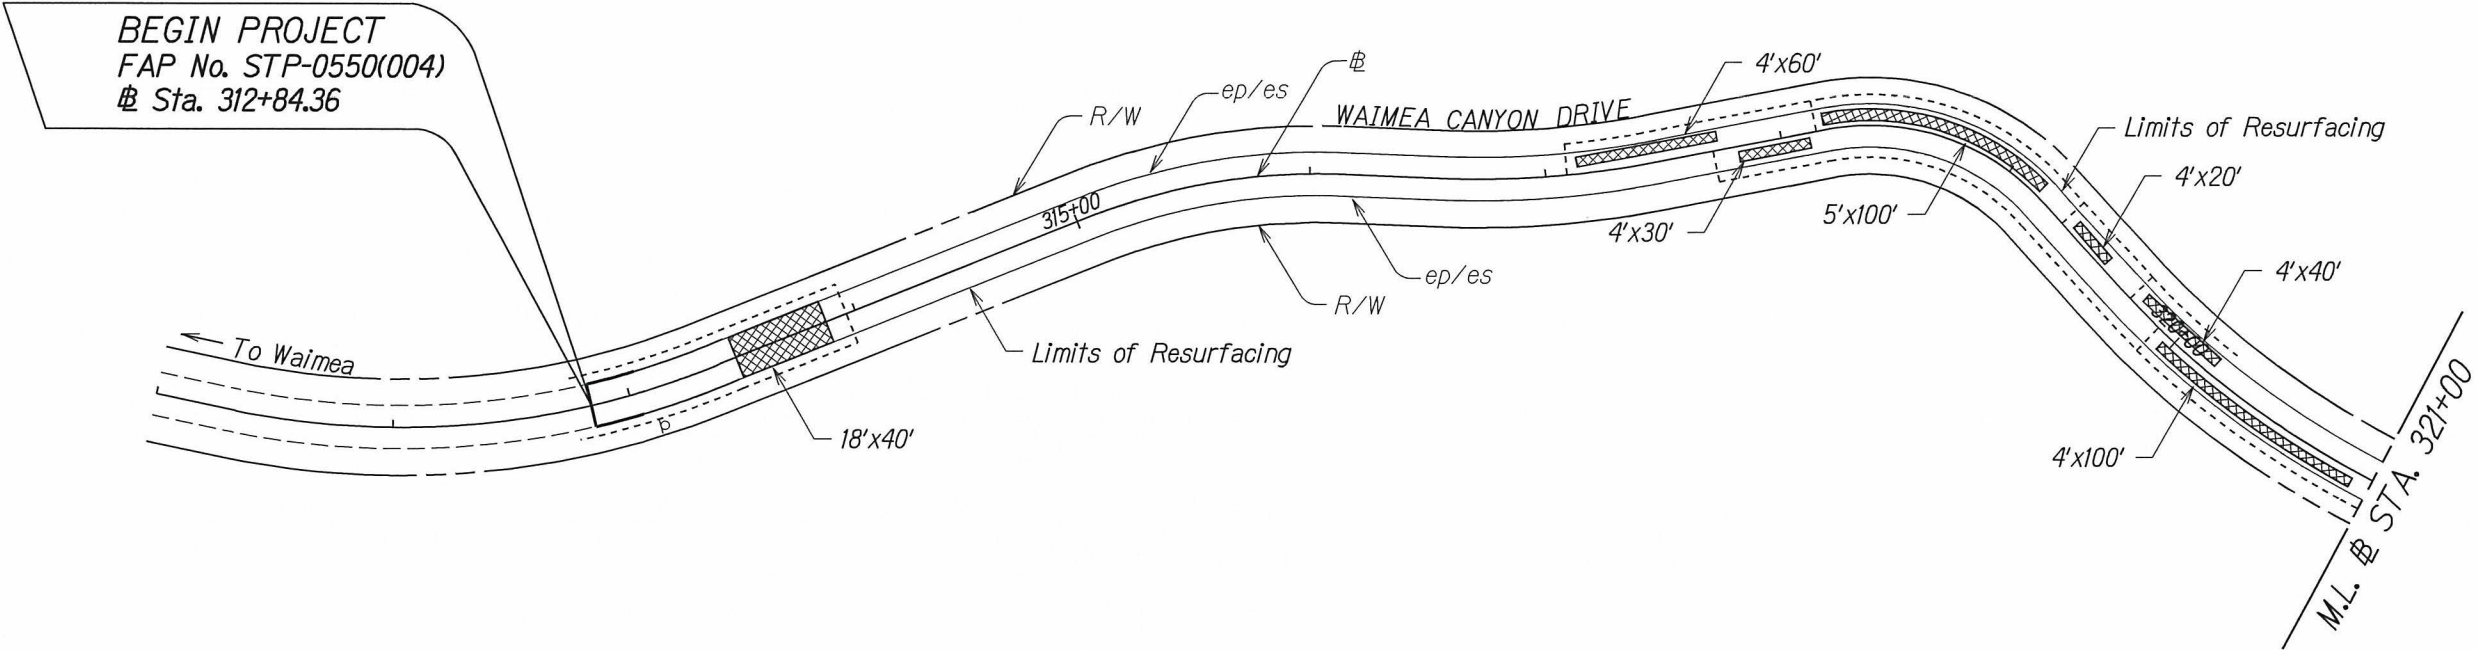 BEGIN PROJECT
FAP No. STP-0550(004)
℄ Sta. 312+84.36
To Waimea
18'x40'
315+00
R/W
ep/es
WAIMEA CANYON DRIVE
Limits of Resurfacing
R/W
ep/es
4'x60'
4'x30'
5'x100'
Limits of Resurfacing
4'x20'
4'x40'
320+00
4'x100'
M.L. STA. 321+00